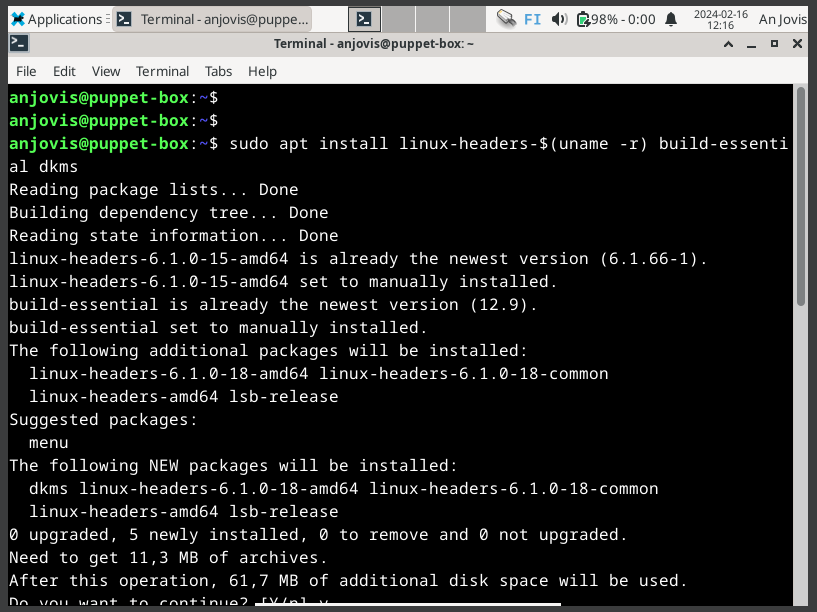 Applications Terminal - anjovis@puppe... FI 98% - 0:00 2024-02-16 12:16 An Jovis
Terminal - anjovis@puppet-box: ~
File Edit View Terminal Tabs Help
anjovis@puppet-box:~$
anjovis@puppet-box:~$
anjovis@puppet-box:~$ sudo apt install linux-headers-$(uname -r) build-essenti
al dkms
Reading package lists... Done
Building dependency tree... Done
Reading state information... Done
linux-headers-6.1.0-15-amd64 is already the newest version (6.1.66-1).
linux-headers-6.1.0-15-amd64 set to manually installed.
build-essential is already the newest version (12.9).
build-essential set to manually installed.
The following additional packages will be installed:
  linux-headers-6.1.0-18-amd64 linux-headers-6.1.0-18-common
  linux-headers-amd64 lsb-release
Suggested packages:
  menu
The following NEW packages will be installed:
  dkms linux-headers-6.1.0-18-amd64 linux-headers-6.1.0-18-common
  linux-headers-amd64 lsb-release
0 upgraded, 5 newly installed, 0 to remove and 0 not upgraded.
Need to get 11,3 MB of archives.
After this operation, 61,7 MB of additional disk space will be used.
Do you want to continue? [Y/n] y